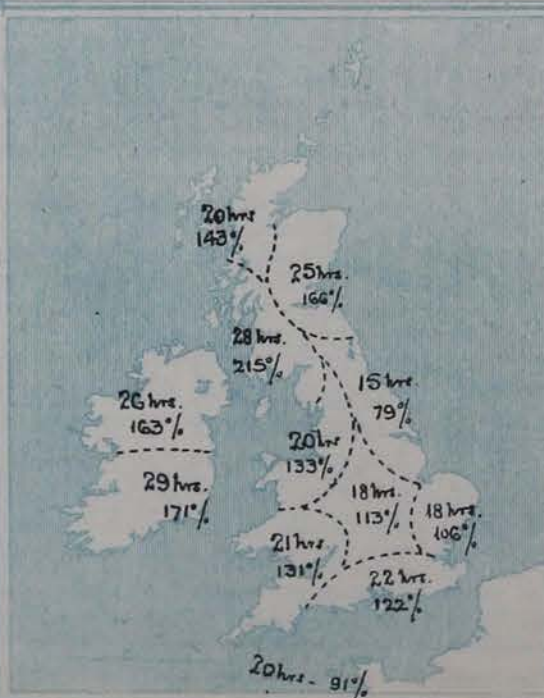 20 hrs
143%
25 hrs.
166%
28 hrs.
215%
15 hrs.
79%
26 hrs.
163%
20 hrs
133%
29 hrs.
171%
18 hrs.
113%
18 hrs.
106%
21 hrs
131%
22 hrs.
122%
20 hrs - 91%